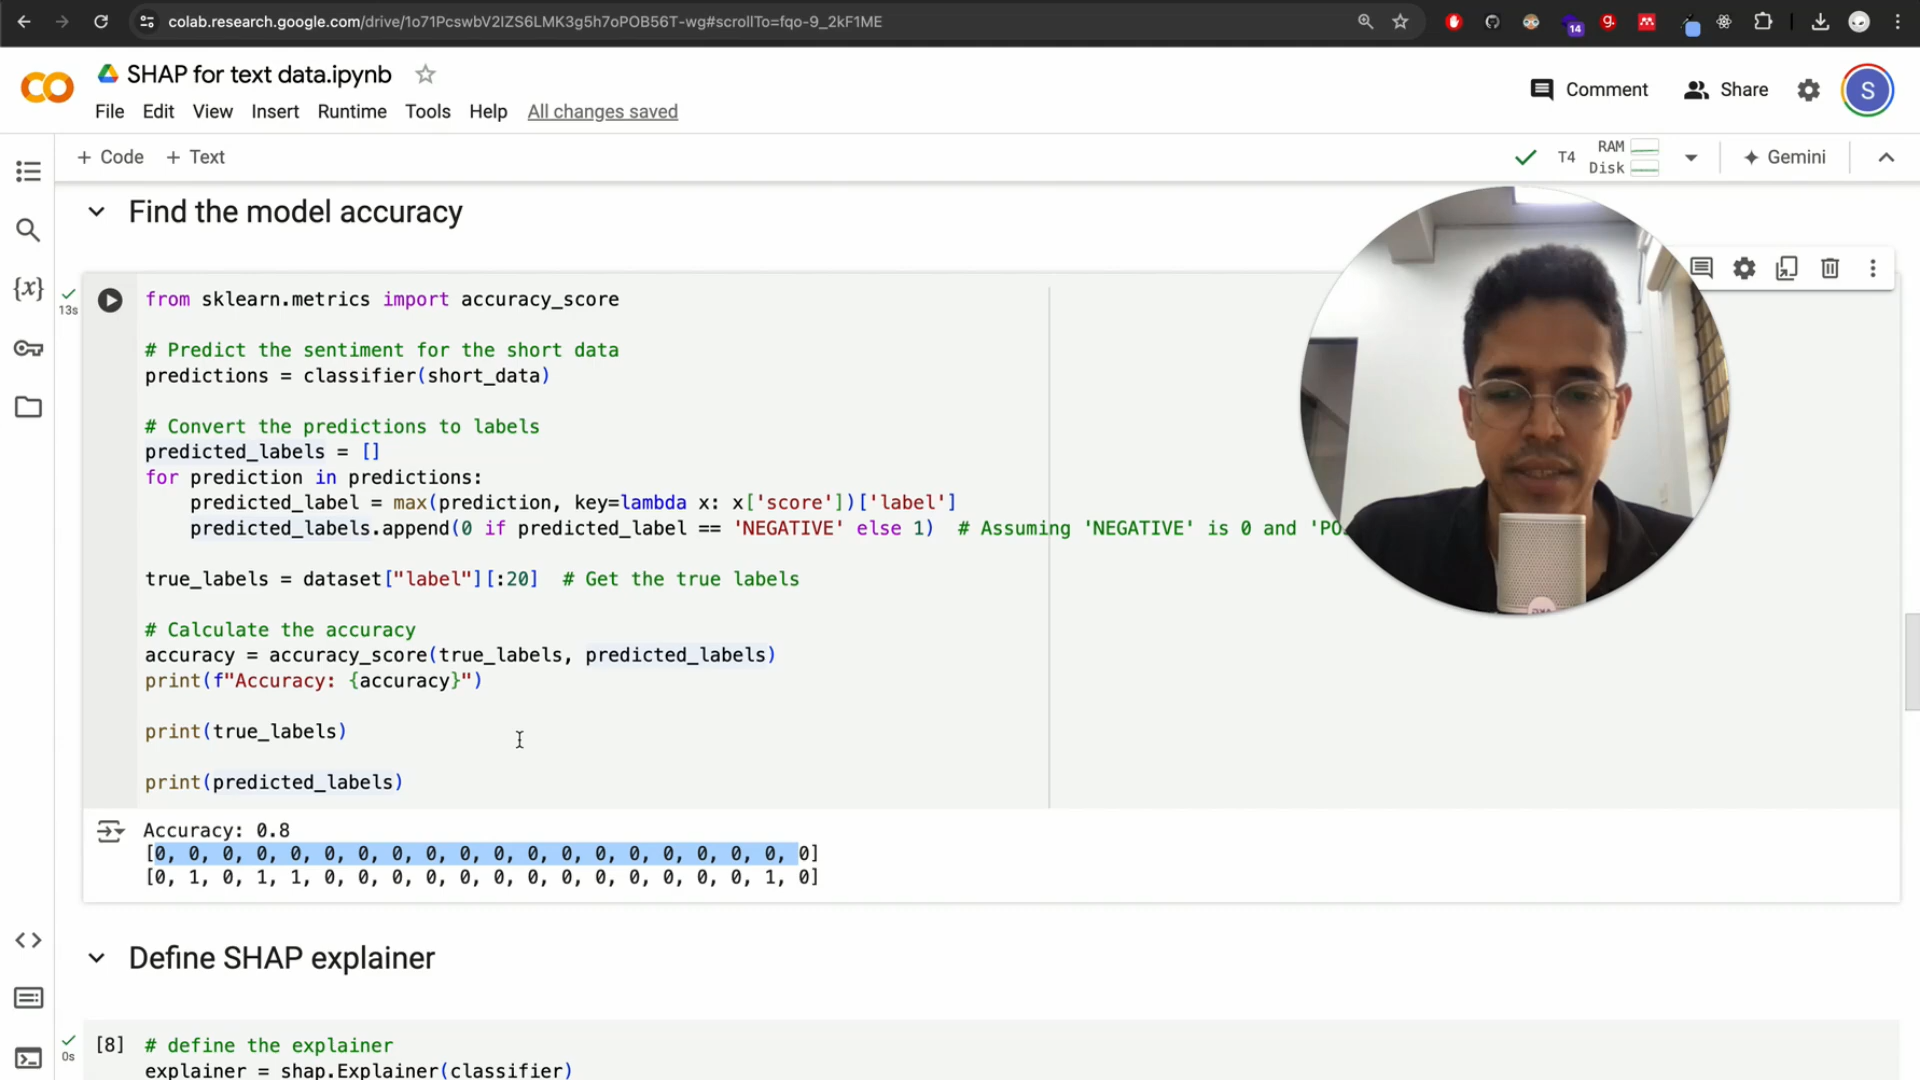 colab.research.google.com/drive/1o71PcswbV2IZS6LMK3g5h7oPOB56T-wg#scrollTo=fqo-9_2kF1ME
14
g.
SHAP for text data.ipynb
Comment
Share
S
File Edit View Insert Runtime Tools Help All changes saved
+ Code + Text
T4
RAM
Disk
Gemini
Find the model accuracy
13s
from sklearn.metrics import accuracy_score
# Predict the sentiment for the short data
predictions = classifier(short_data)
# Convert the predictions to labels
predicted_labels = []
for prediction in predictions:
predicted_label = max(prediction, key=lambda x: x['score'])['label']
predicted_labels.append(0 if predicted_label == 'NEGATIVE' else 1) # Assuming 'NEGATIVE' is 0 and 'PO
true_labels = dataset["label"][:20] # Get the true labels
# Calculate the accuracy
accuracy = accuracy_score(true_labels, predicted_labels)
print(f"Accuracy: {accuracy}")
print(true_labels)
print(predicted_labels)
Accuracy: 0.8
[0, 0, 0, 0, 0, 0, 0, 0, 0, 0, 0, 0, 0, 0, 0, 0, 0, 0, 0, 0]
[0, 1, 0, 1, 1, 0, 0, 0, 0, 0, 0, 0, 0, 0, 0, 0, 0, 0, 1, 0]
Define SHAP explainer
0s
[8]
# define the explainer
explainer = shap.Explainer(classifier)